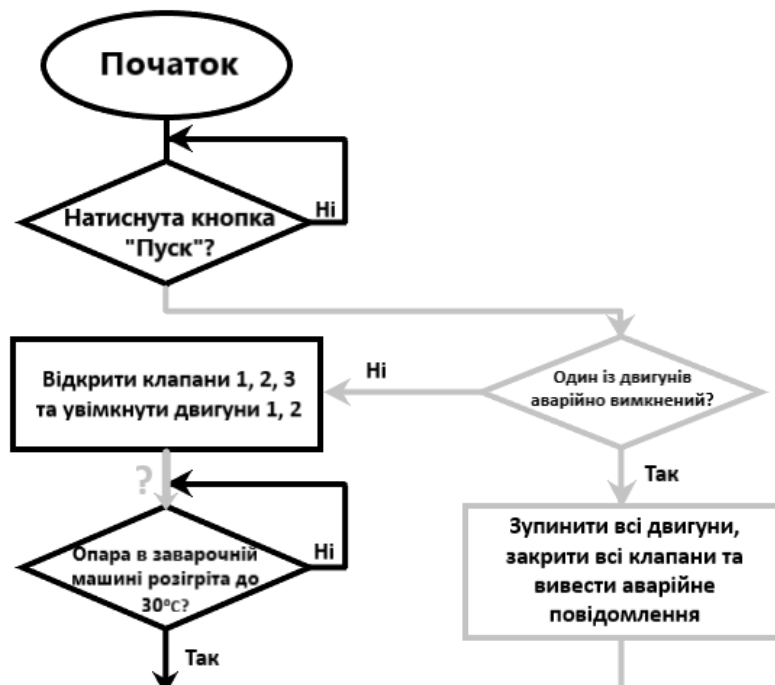 Початок
Натиснута кнопка
"Пуск"?
Ні
Відкрити клапани 1, 2, 3
та увімкнути двигуни 1, 2
Ні
Один із двигунів
аварійно вимкнений?
Так
?
Опара в заварочній
машині розігріта до
30°C?
Ні
Так
Зупинити всі двигуни,
закрити всі клапани та
вивести аварійне
повідомлення